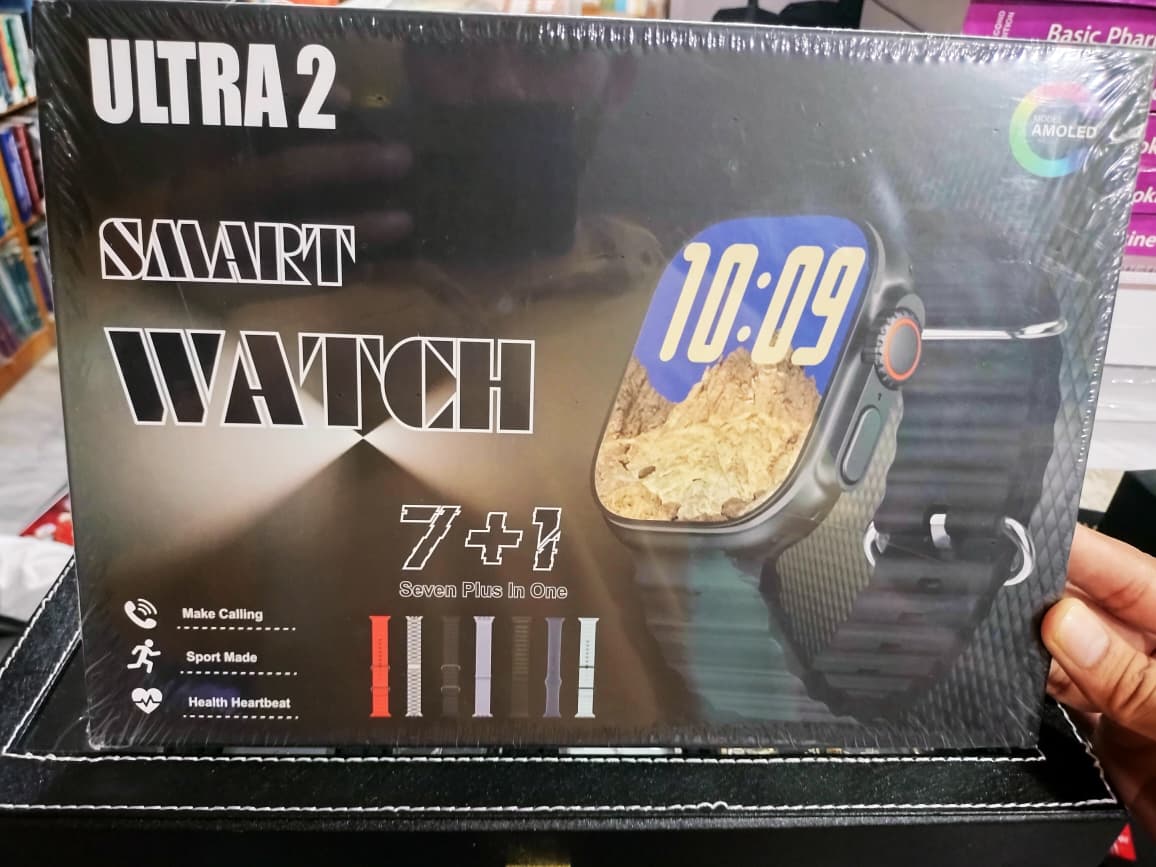 ULTRA 2
Basic Phar
MODEL
AMOLED
SMART
WATCH
10:09
7+1
Seven Plus In One
Make Calling
Sport Made
Health Heartbeat